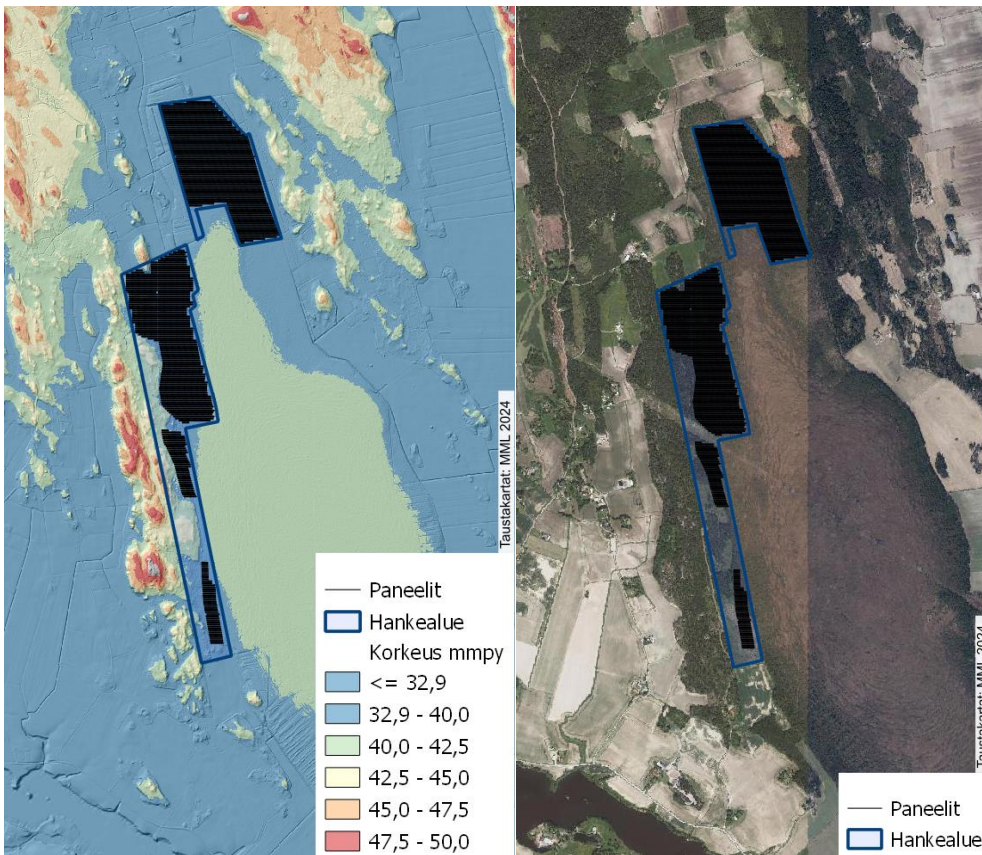 Taustakartat: MML 2024
Paneelit
Hankealue
Korkeus mmpy
<= 32,9
32,9 - 40,0
40,0 - 42,5
42,5 - 45,0
45,0 - 47,5
47,5 - 50,0
Taustakartat: MML 2024
Paneelit
Hankealue